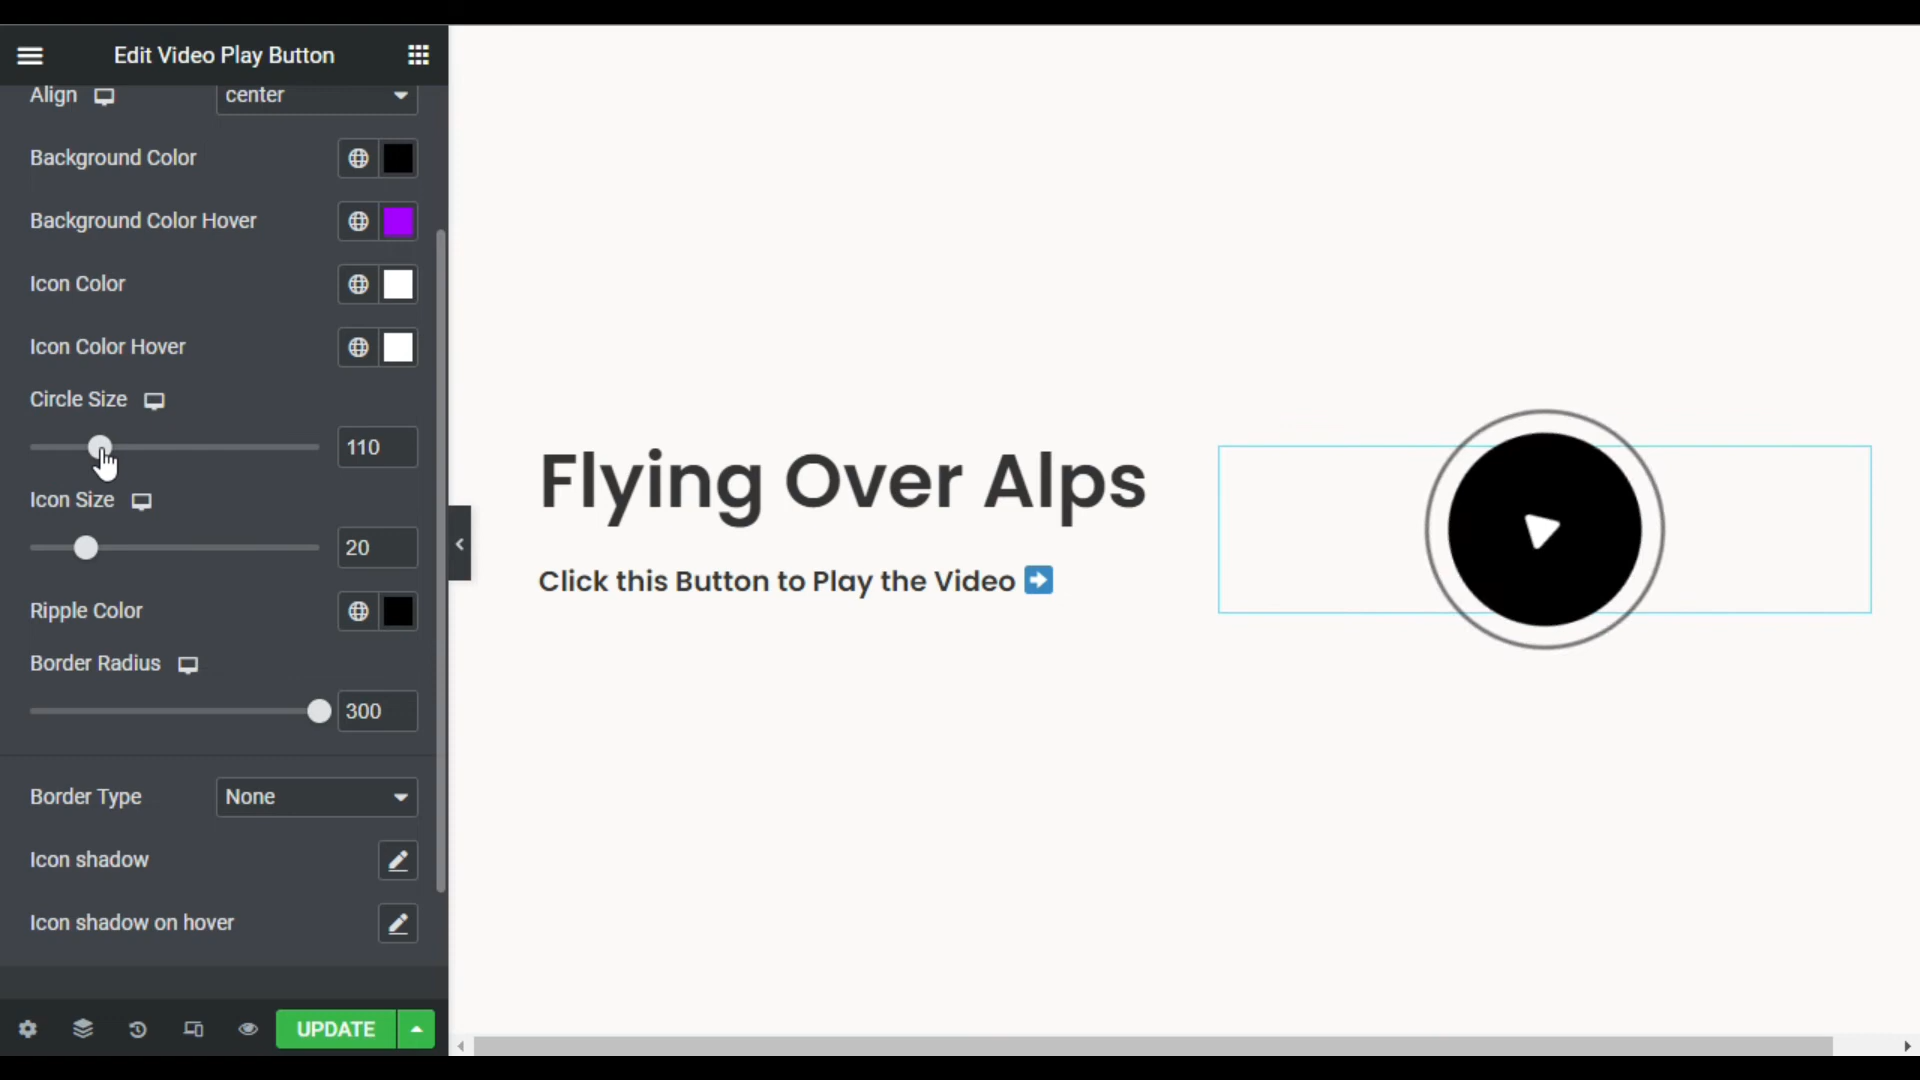 Edit Video Play Button
Align
center
Background Color
Background Color Hover
Icon Color
Icon Color Hover
Circle Size
110
Icon Size
20
Ripple Color
Border Radius
300
Border Type
None
Icon shadow
Icon shadow on hover
UPDATE
Flying Over Alps
Click this Button to Play the Video ➡️